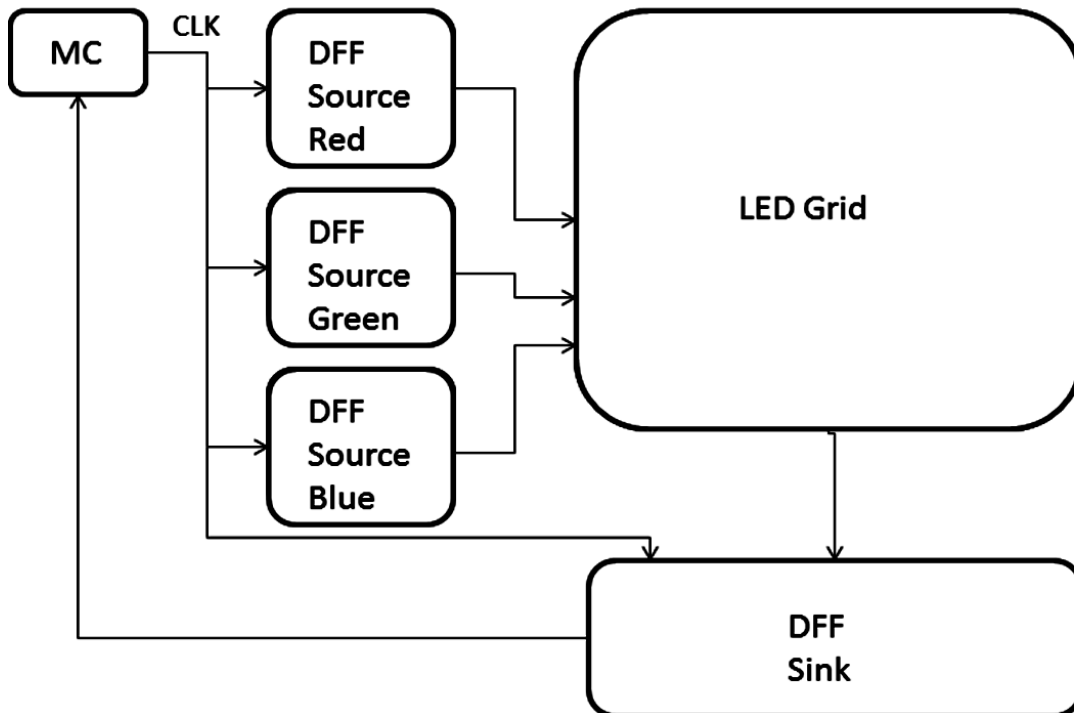 MC
CLK
DFF
Source
Red
DFF
Source
Green
DFF
Source
Blue
LED Grid
DFF
Sink